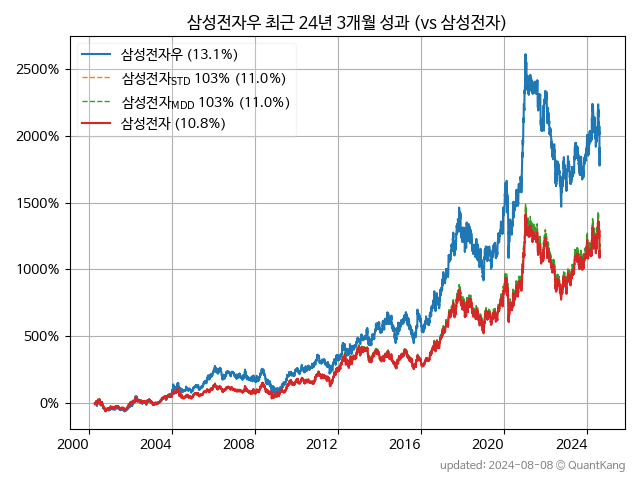 삼성전자우 최근 24년 3개월 성과 (vs 삼성전자)
삼성전자우 (13.1%)
삼성전자STD 103% (11.0%)
삼성전자MDD 103% (11.0%)
삼성전자 (10.8%)
2500%
2000%
1500%
1000%
500%
0%
2000 2004 2008 2012 2016 2020 2024
updated: 2024-08-08 © QuantKang